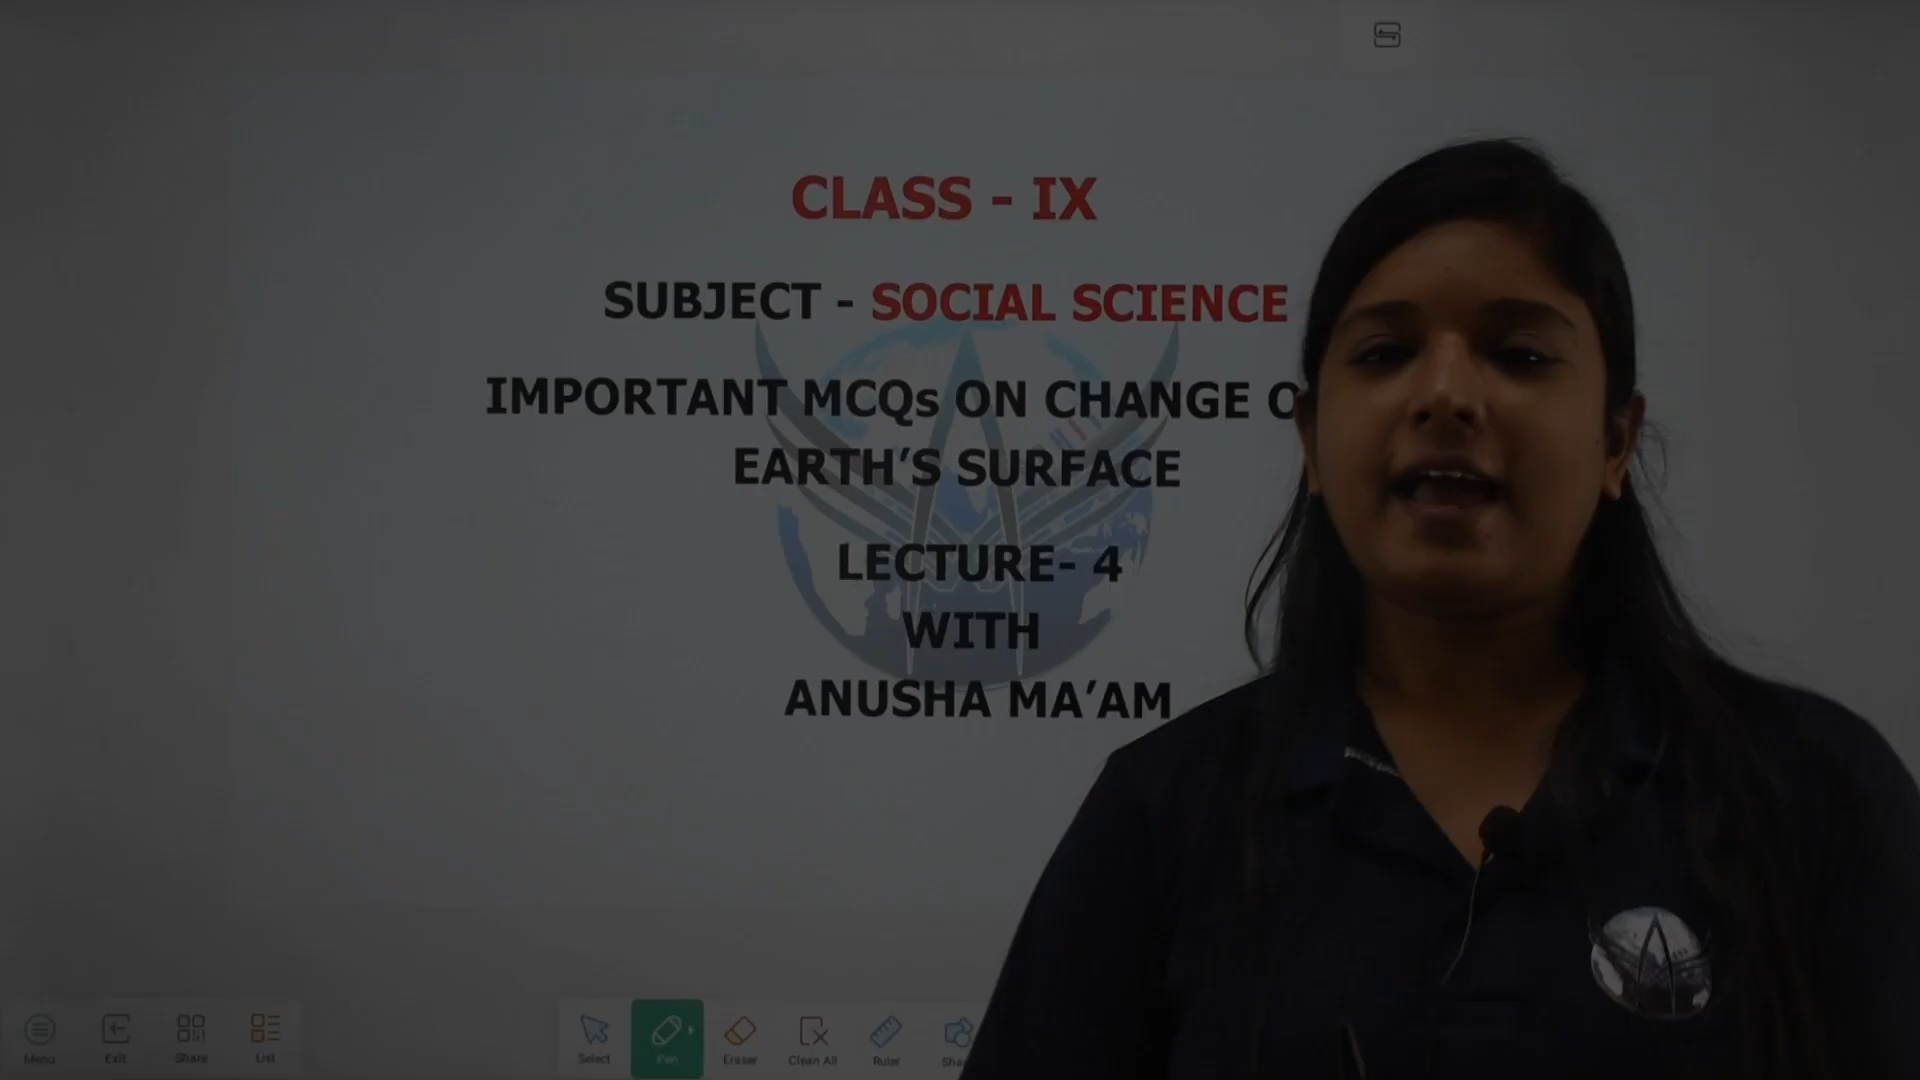 CLASS - IX
SUBJECT - SOCIAL SCIENCE
IMPORTANT MCQs ON CHANGE
EARTH'S SURFACE
LECTURE- 4
WITH
ANUSHA MA'AM
Menu Exit Share List Select Pen Eraser Clean All Ruler